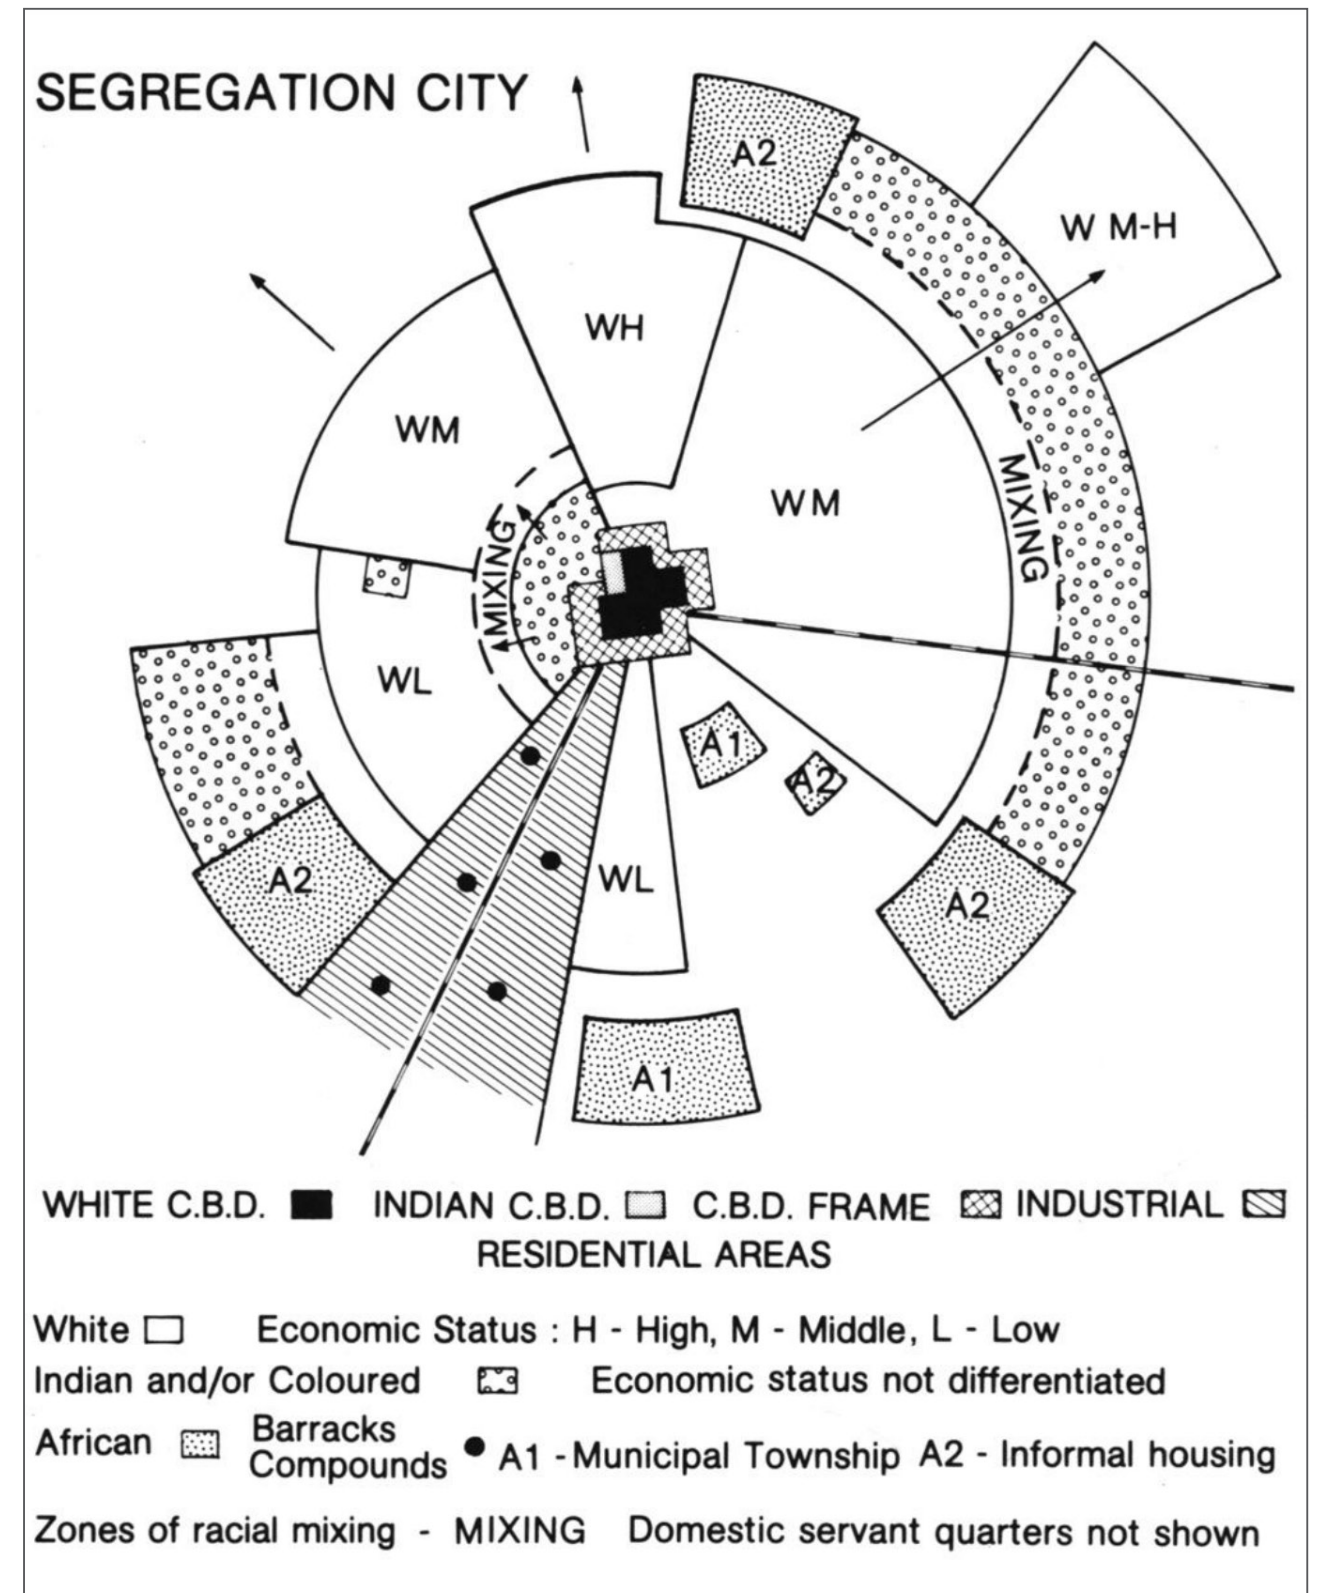 SEGREGATION CITY
A2
W M-H
WH
WM
WM
MIXING
MIXING
WL
A1
A2
A2
WL
A2
A1
WHITE C.B.D. INDIAN C.B.D. C.B.D. FRAME INDUSTRIAL
RESIDENTIAL AREAS
White Economic Status : H - High, M - Middle, L - Low
Indian and/or Coloured Economic status not differentiated
African Barracks Compounds A1 - Municipal Township A2 - Informal housing
Zones of racial mixing - MIXING Domestic servant quarters not shown